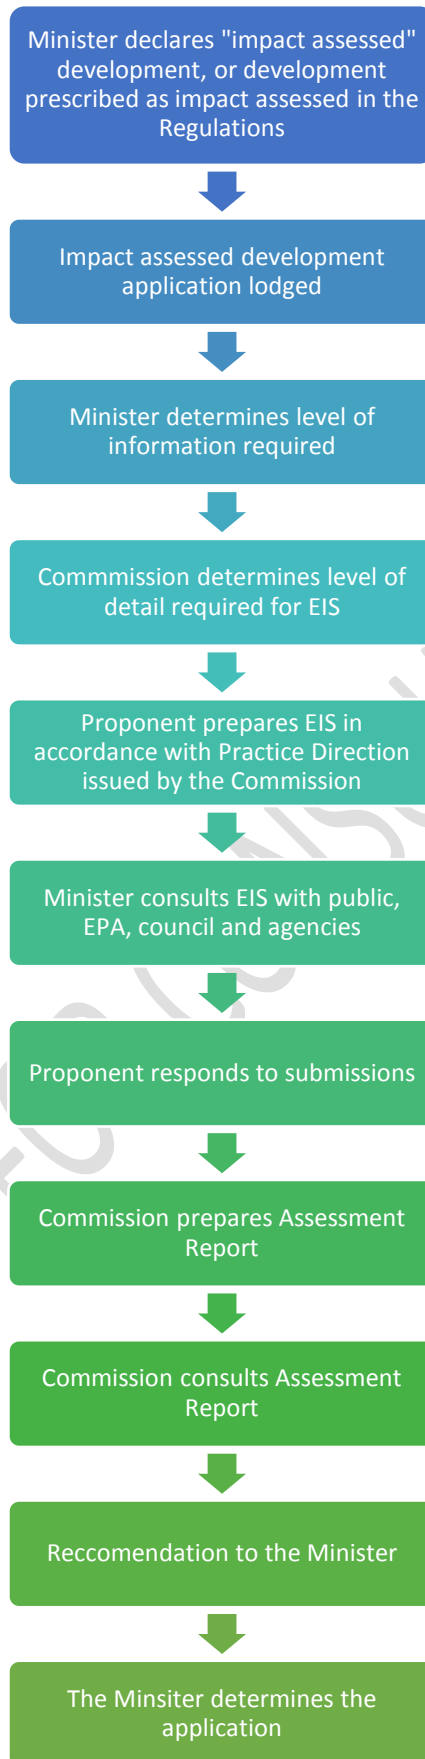 Minister declares "impact assessed"
development, or development
prescribed as impact assessed in the
Regulations
Impact assessed development
application lodged
Minister determines level of
information required
Commmission determines level of
detail required for EIS
Proponent prepares EIS in
accordance with Practice Direction
issued by the Commission
Minister consults EIS with public,
EPA, council and agencies
Proponent responds to submissions
Commission prepares Assessment
Report
Commission consults Assessment
Report
Reccomendation to the Minister
The Minsiter determines the
application